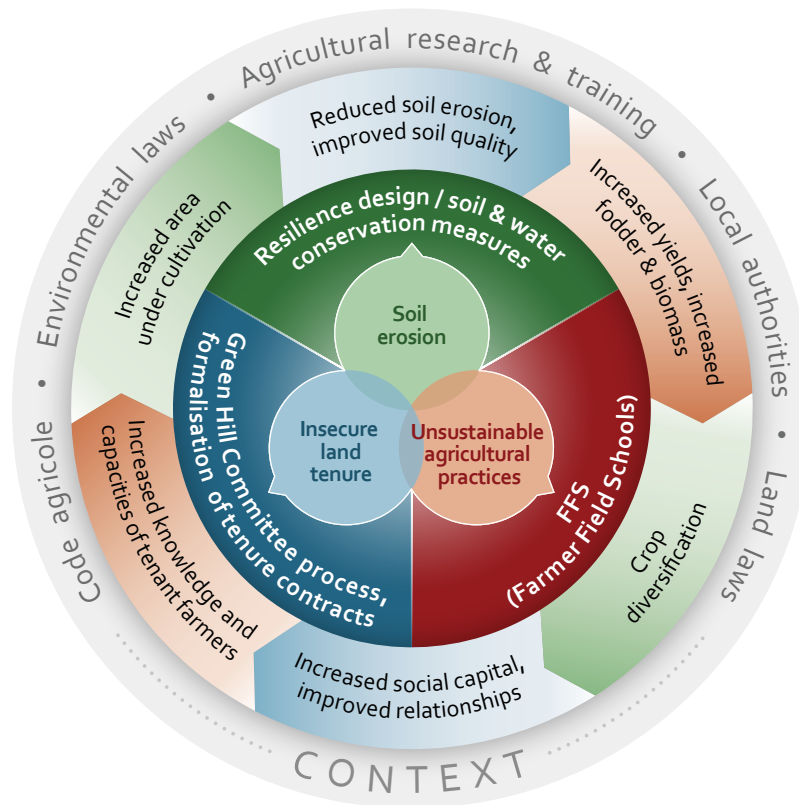 Code agricole • Environmental laws • Agricultural research & training • Local authorities • Land laws
Reduced soil erosion,
improved soil quality
Increased yields, increased
fodder & biomass
Crop
diversification
Increased social capital,
improved relationships
Increased knowledge and
capacities of tenant farmers
Increased area
under cultivation
Resilience design / soil & water
conservation measures
FFS
(Farmer Field Schools)
Green Hill Committee process,
formalisation of tenure contracts
Soil
erosion
Insecure
land
tenure
Unsustainable
agricultural
practices
CONTEXT